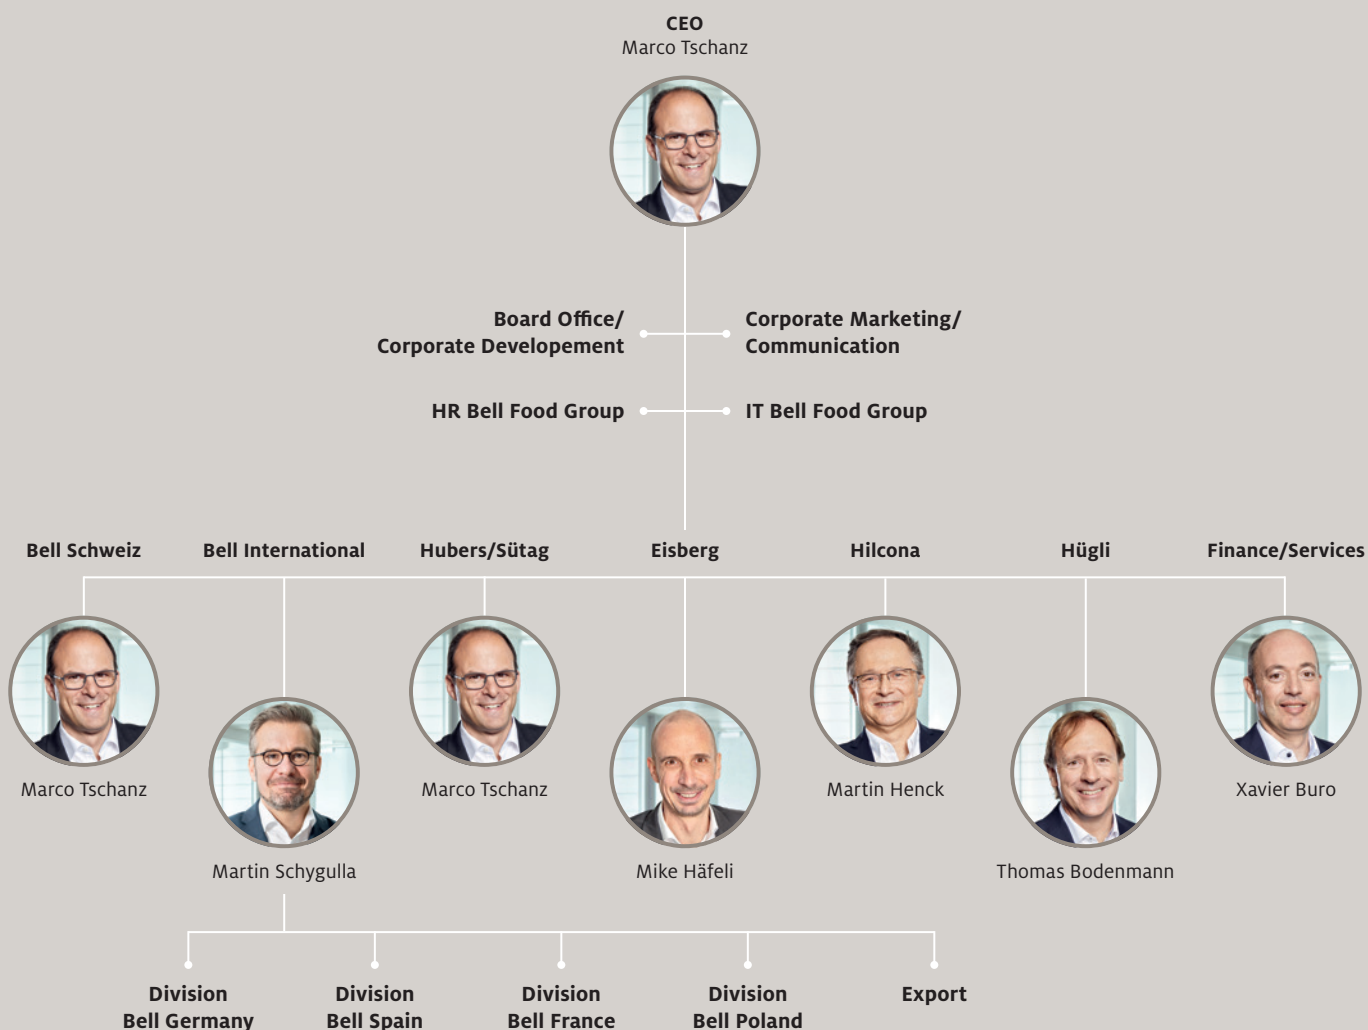 CEO
Marco Tschanz
Board Office/
Corporate Developement
Corporate Marketing/
Communication
HR Bell Food Group
IT Bell Food Group
Bell Schweiz
Bell International
Hubers/Sütag
Eisberg
Hilcona
Hügli
Finance/Services
Marco Tschanz
Martin Schygulla
Marco Tschanz
Mike Häfeli
Martin Henck
Thomas Bodenmann
Xavier Buro
Division
Bell Germany
Division
Bell Spain
Division
Bell France
Division
Bell Poland
Export